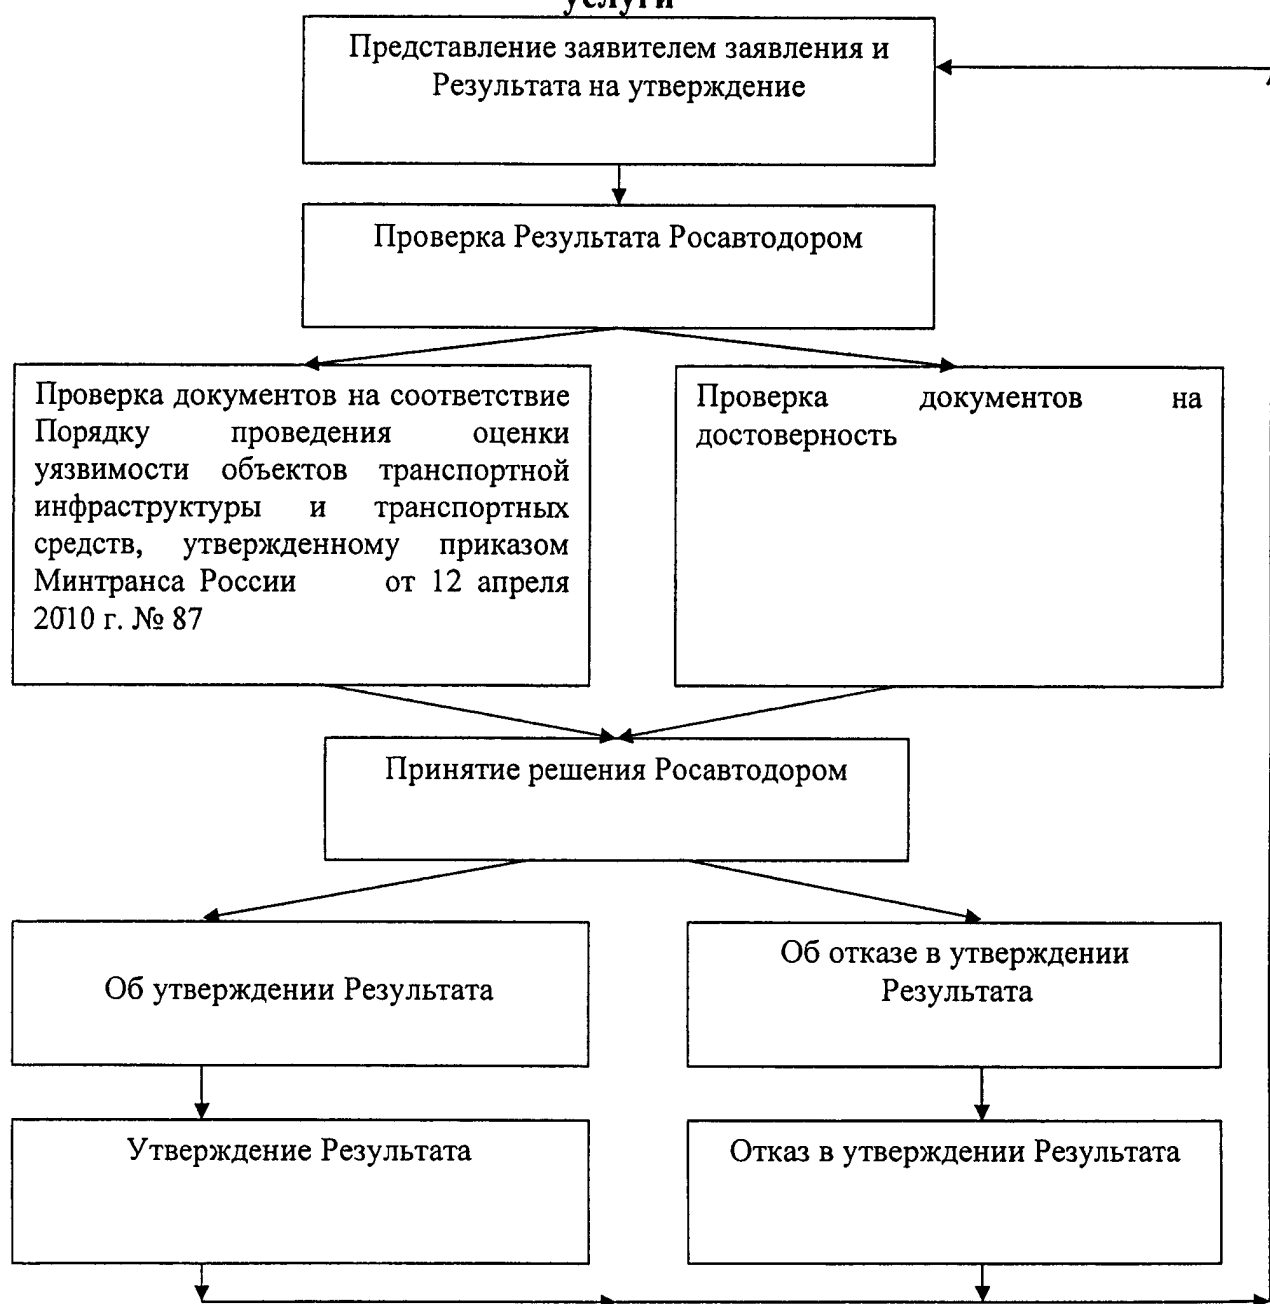 услуги
Представление заявителем заявления и
Результата на утверждение
Проверка Результата Росавтодором
Проверка документов на соответствие
Порядку проведения оценки
уязвимости объектов транспортной
инфраструктуры и транспортных
средств, утвержденному приказом
Минтранса России от 12 апреля
2010 г. № 87
Проверка документов на
достоверность
Принятие решения Росавтодором
Об утверждении Результата
Об отказе в утверждении
Результата
Утверждение Результата
Отказ в утверждении Результата